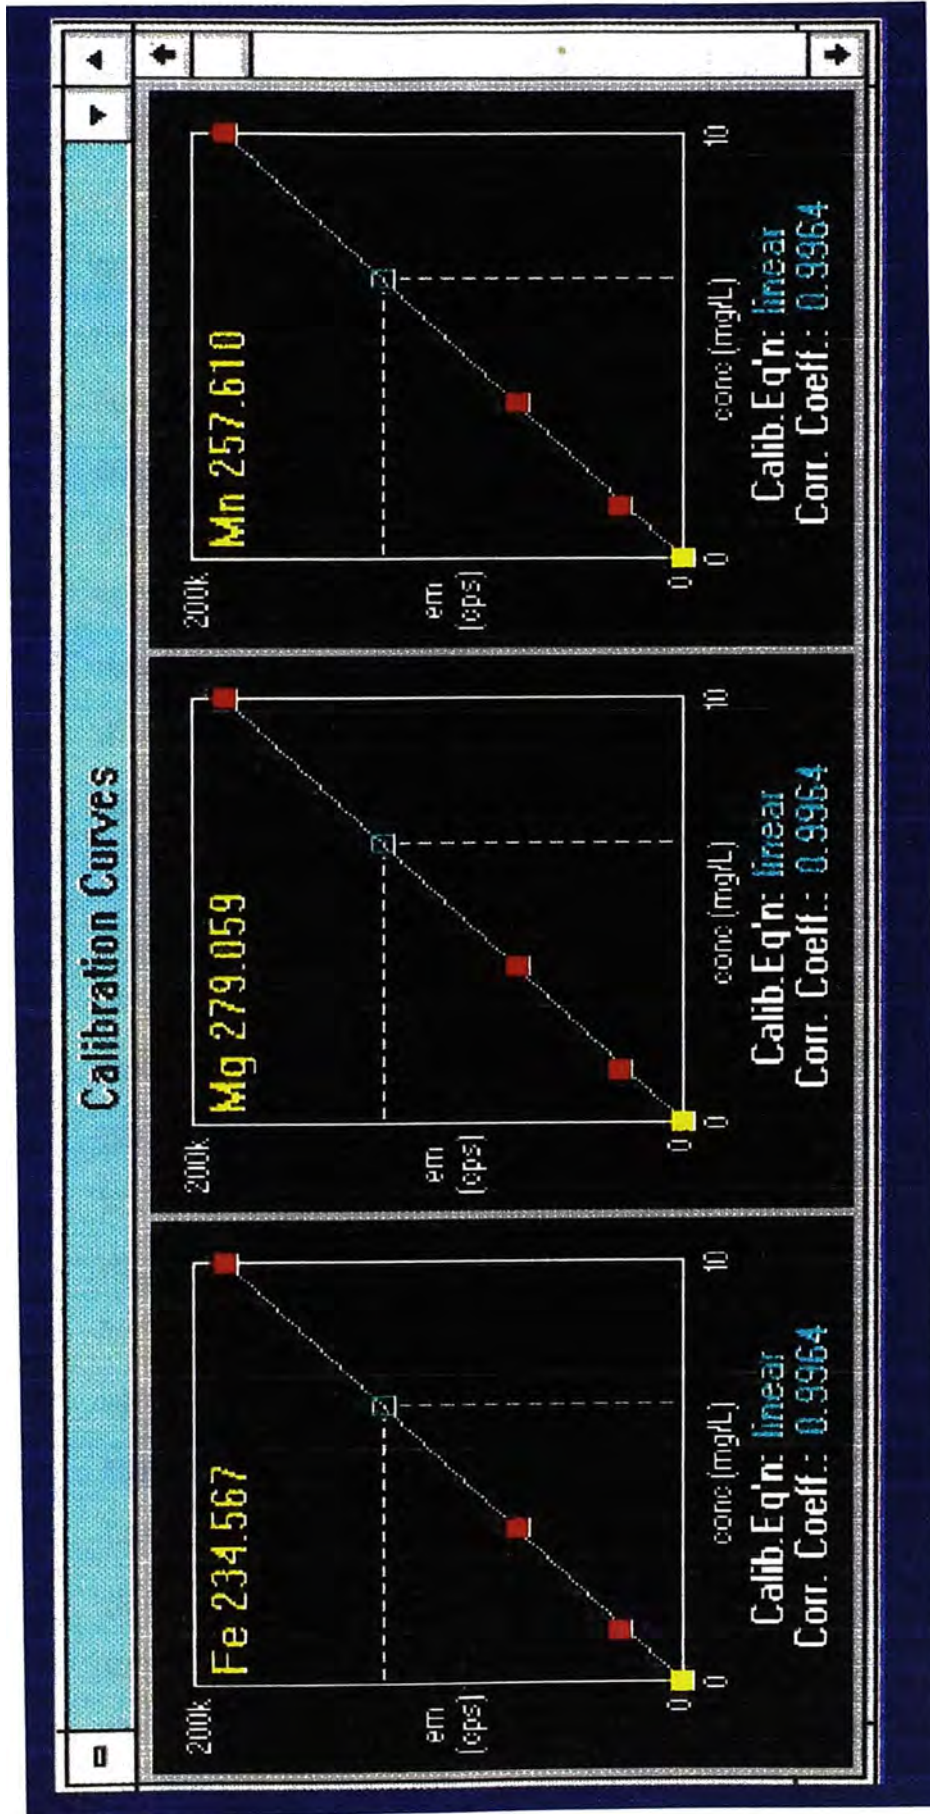 Calibration Curves
Fe 234.567
200k
em
(cps)
0
0
10
conc (mg/L)
Calib. Eq'n: linear
Corr. Coeff.: 0.9964
Mg 279.059
200k
em
(cps)
0
0
10
conc (mg/L)
Calib. Eq'n: linear
Corr. Coeff.: 0.9964
Mn 257.610
200k
em
(cps)
0
0
10
conc (mg/L)
Calib. Eq'n: linear
Corr. Coeff.: 0.9964